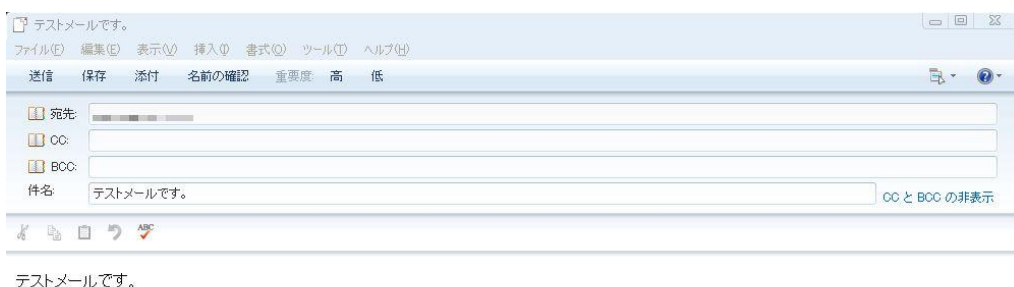 テストメールです。
ファイル(F) 編集(E) 表示(V) 挿入(I) 書式(O) ツール(T) ヘルプ(H)
送信 保存 添付 名前の確認 重要度: 高 低
宛先:
CC:
BCC:
件名: テストメールです。 CC と BCC の非表示
ABC
テストメールです。